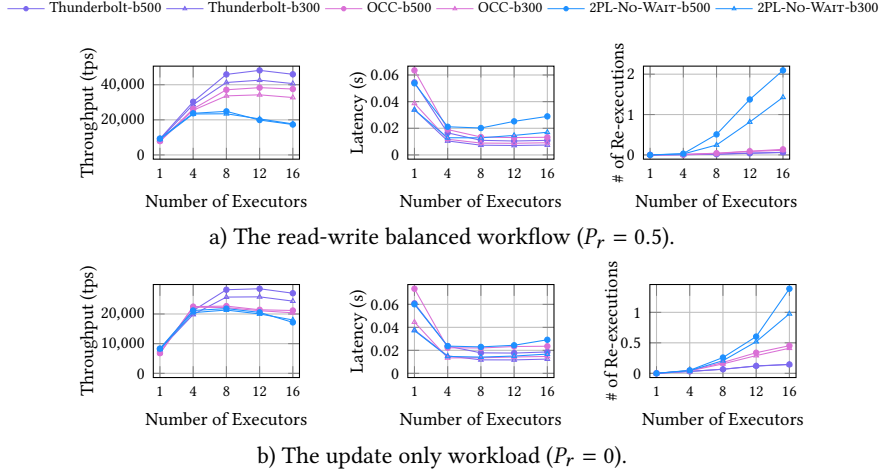 Thunderbolt-b500 Thunderbolt-b300 OCC-b500 OCC-b300 2PL-No-Wait-b500 2PL-No-Wait-b300
Throughput (tps)
40,000
20,000
0
1 4 8 12 16
Number of Executors
Latency (s)
0.06
0.04
0.02
0
1 4 8 12 16
Number of Executors
# of Re-executions
2
1
0
1 4 8 12 16
Number of Executors
a) The read-write balanced workflow (P_r = 0.5).
Throughput (tps)
20,000
10,000
0
1 4 8 12 16
Number of Executors
Latency (s)
0.06
0.04
0.02
0
1 4 8 12 16
Number of Executors
# of Re-executions
1
0.5
0
1 4 8 12 16
Number of Executors
b) The update only workload (P_r = 0).